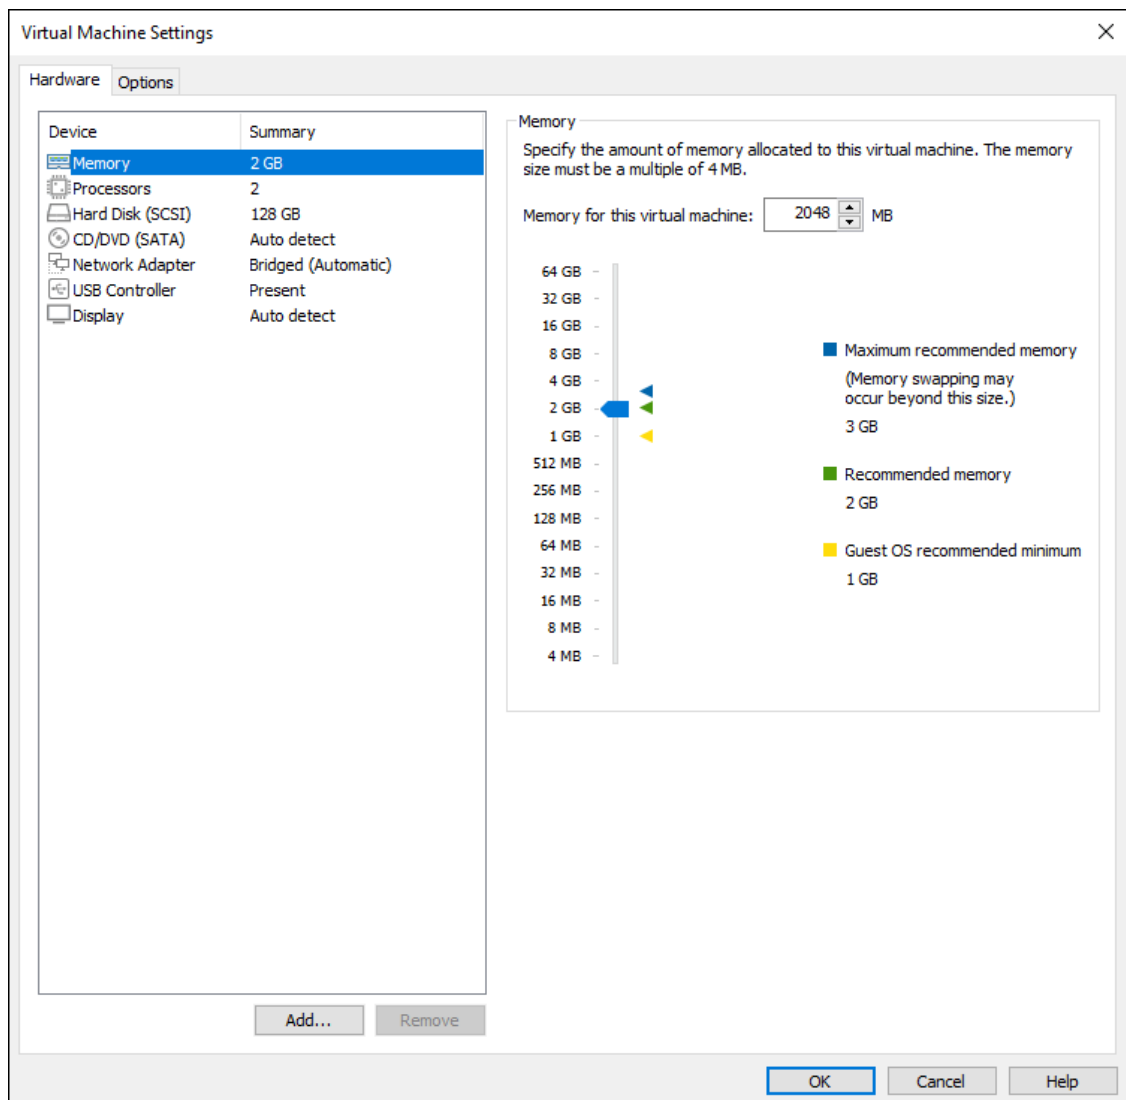 Virtual Machine Settings
Hardware
Options
Device Summary
Memory 2 GB
Processors 2
Hard Disk (SCSI) 128 GB
CD/DVD (SATA) Auto detect
Network Adapter Bridged (Automatic)
USB Controller Present
Display Auto detect
Add...
Remove
Memory
Specify the amount of memory allocated to this virtual machine. The memory
size must be a multiple of 4 MB.
Memory for this virtual machine: 2048 MB
64 GB
32 GB
16 GB
8 GB
4 GB
2 GB
1 GB
512 MB
256 MB
128 MB
64 MB
32 MB
16 MB
8 MB
4 MB
Maximum recommended memory
(Memory swapping may
occur beyond this size.)
3 GB
Recommended memory
2 GB
Guest OS recommended minimum
1 GB
OK
Cancel
Help